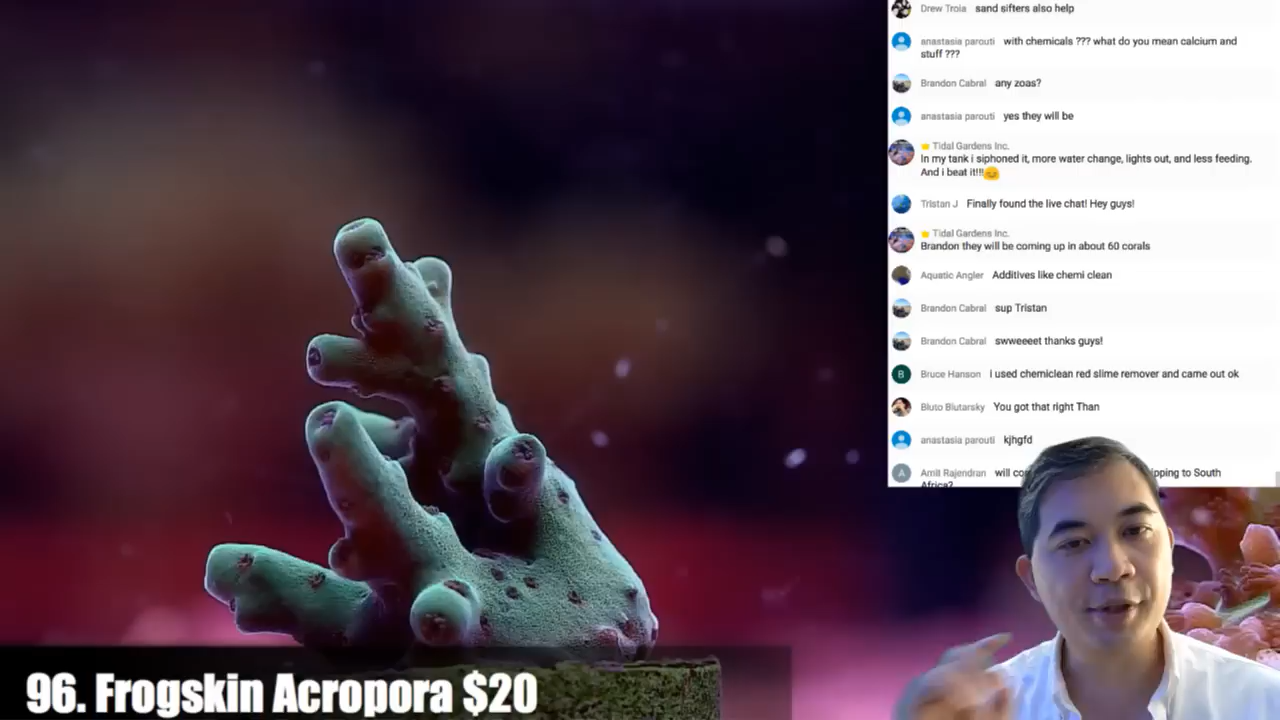 Drew Troia sand sifters also help
anastasia parouti with chemicals ??? what do you mean calcium and
stuff ???
Brandon Cabral any zoas?
anastasia parouti yes they will be
Tidal Gardens Inc.
In my tank i siphoned it, more water change, lights out, and less feeding.
And i beat it!!!
Tristan J Finally found the live chat! Hey guys!
Tidal Gardens Inc.
Brandon they will be coming up in about 60 corals
Aquatic Angler Additives like chemi clean
Brandon Cabral sup Tristan
Brandon Cabral swweeeet thanks guys!
B Bruce Hanson i used chemiclean red slime remover and came out ok
Bluto Blutarsky You got that right Than
anastasia parouti kjhgfd
A Amil Rajendran will to South
Africa?
96. Frogskin Acropora $20